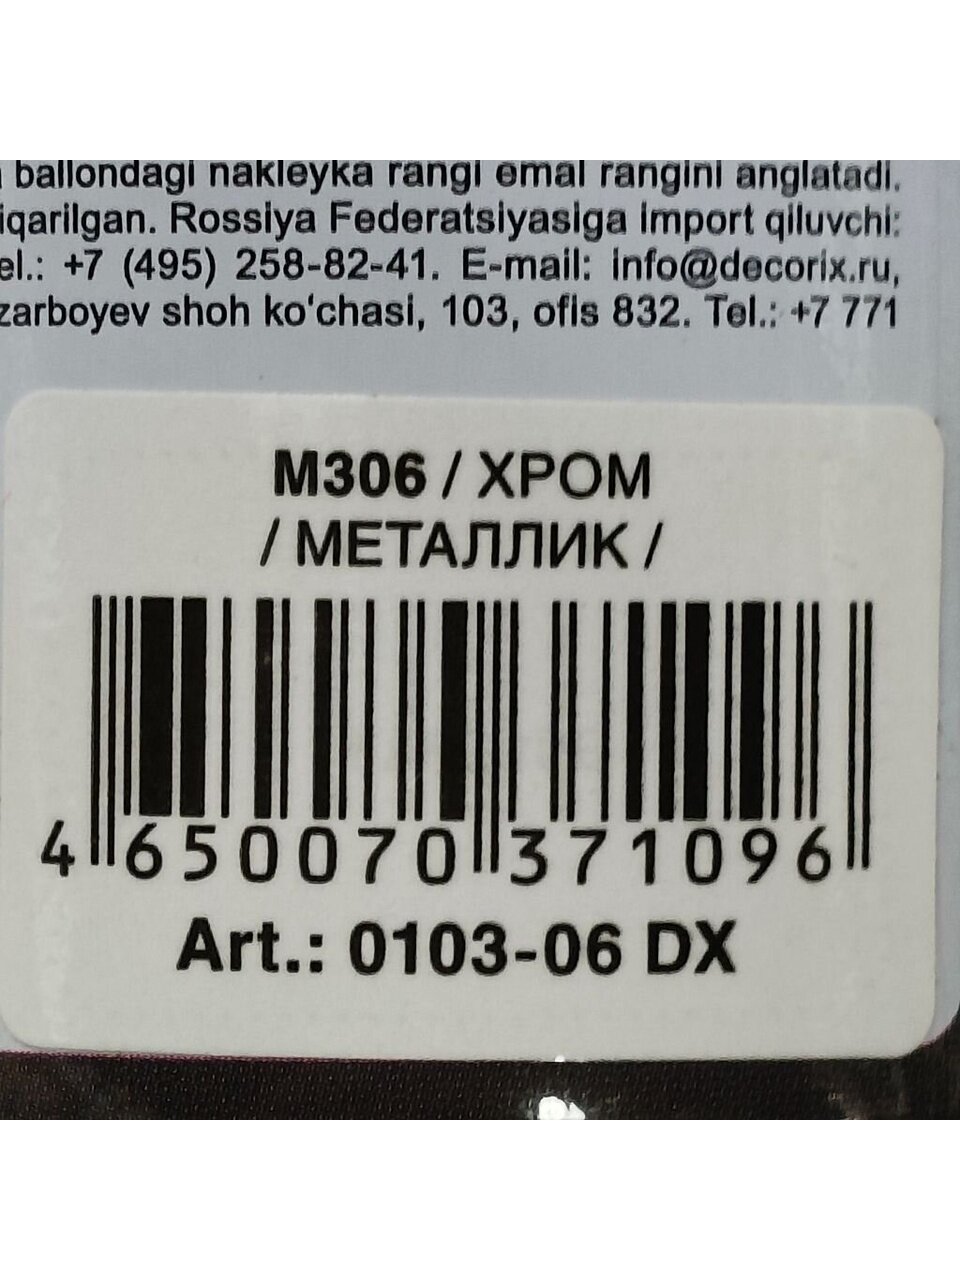 ballondagi nakleyka rangi emal rangini anglatadi.
iqarilgan. Rossiya Federatsiyasiga import qiluvchi:
el.: +7 (495) 258-82-41. E-mail: info@decorix.ru,
zarboyev shoh ko'chasi, 103, ofis 832. Tel.: +7 771
M306 / ХРОМ
/ МЕТАЛЛИК /
4 650070 371096
Art.: 0103-06 DX